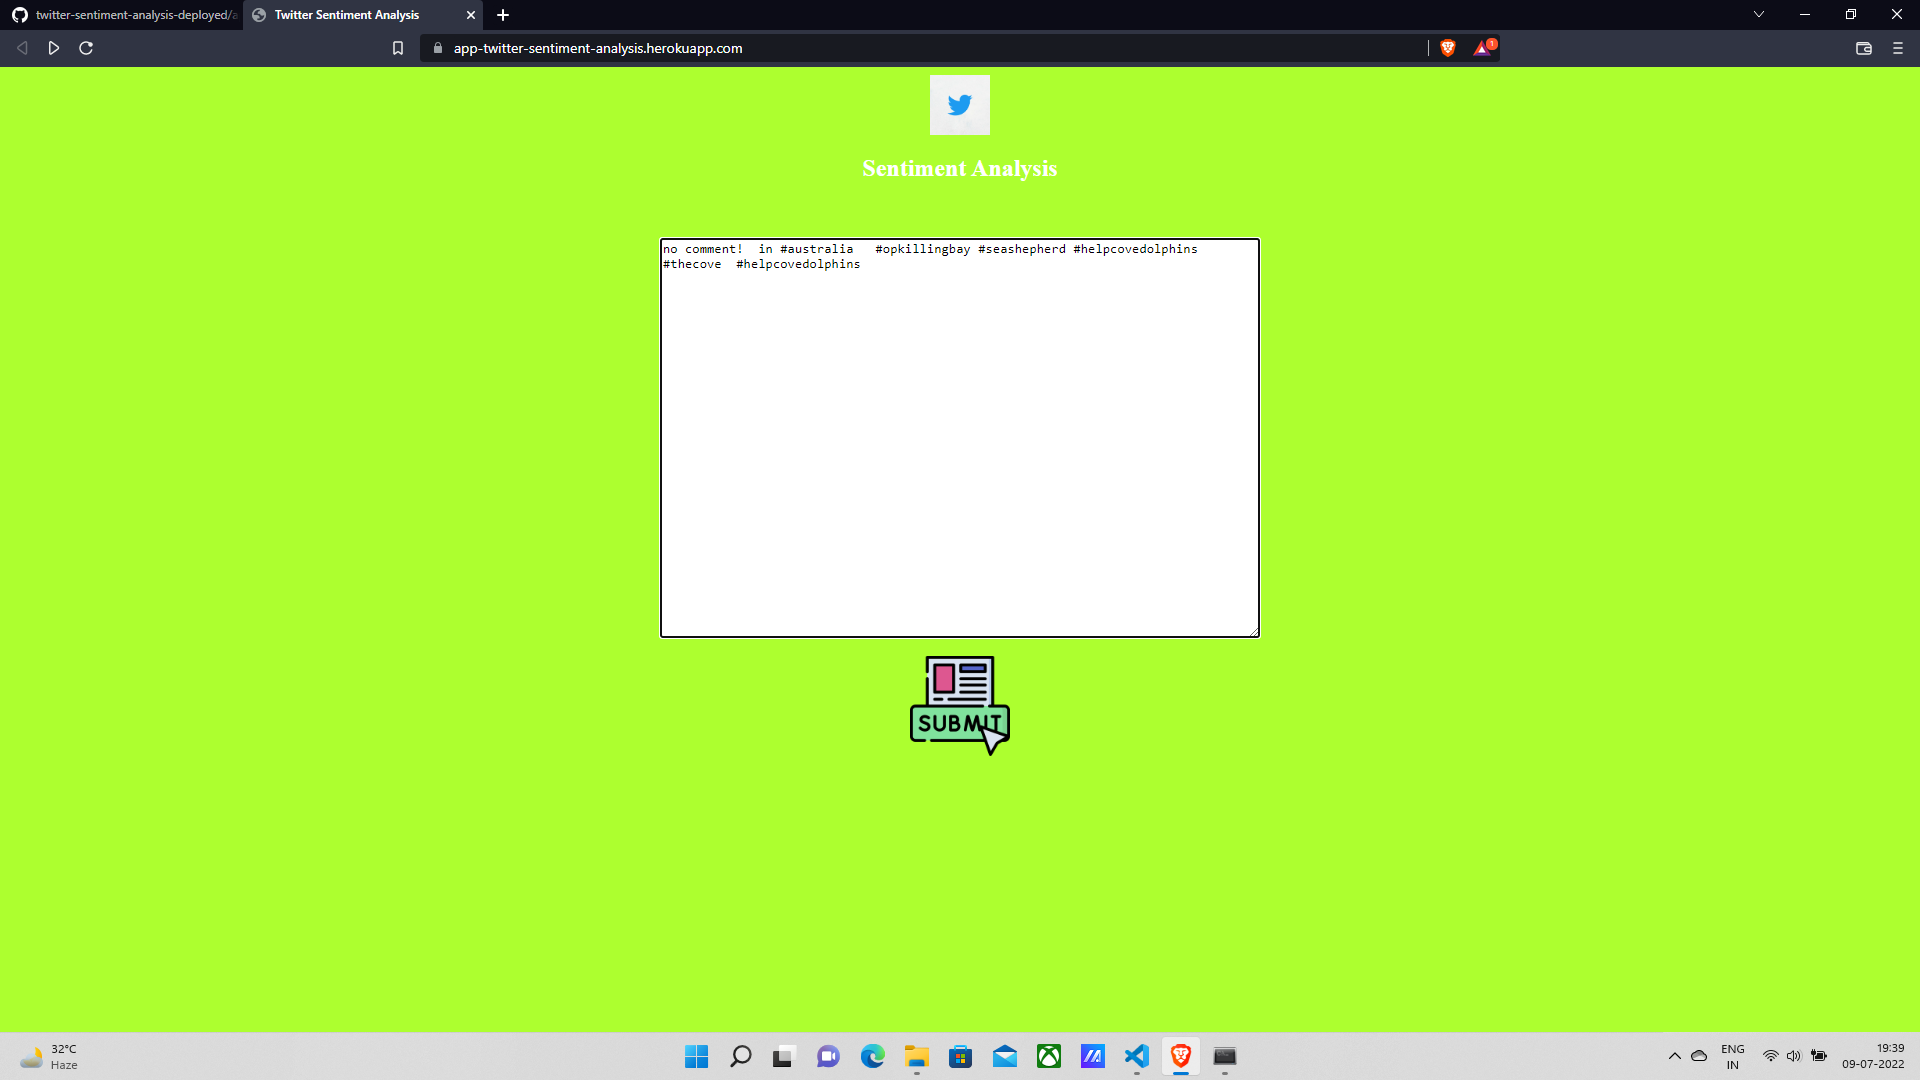 twitter-sentiment-analysis-deployed/a
Twitter Sentiment Analysis
app-twitter-sentiment-analysis.herokuapp.com
1
Sentiment Analysis
no comment!  in #australia   #opkillingbay #seashepherd #helpcovedolphins
#thecove  #helpcovedolphins
SUBMIT
32°C
Haze
ENG
IN
19:39
09-07-2022